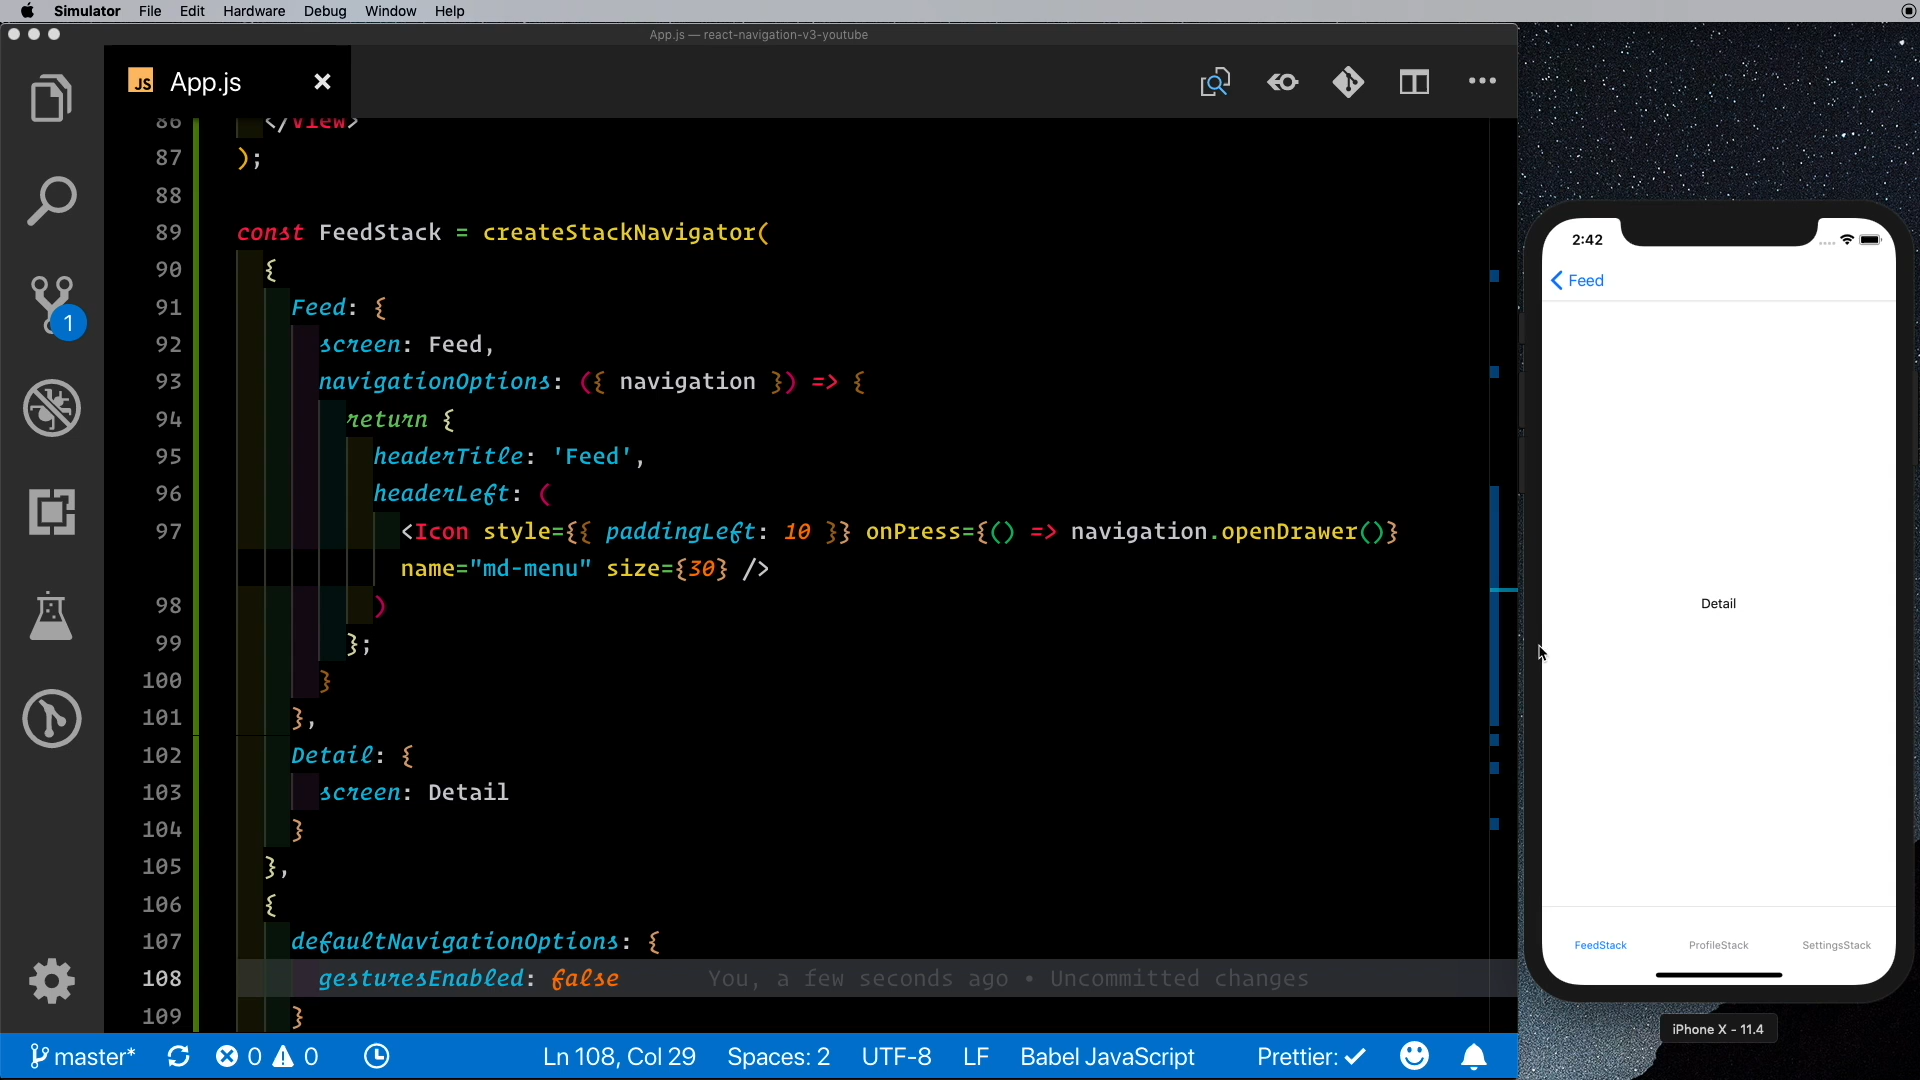 Simulator File Edit Hardware Debug Window Help
App.js — react-navigation-v3-youtube
JS App.js
86 </View>
87 );
88
89 const FeedStack = createStackNavigator(
90 {
91 Feed: {
92 screen: Feed,
93 navigationOptions: ({ navigation }) => {
94 return {
95 headerTitle: 'Feed',
96 headerLeft: (
97 <Icon style={{ paddingLeft: 10 }} onPress={() => navigation.openDrawer()}
name="md-menu" size={30} />
98 )
99 };
100 }
101 },
102 Detail: {
103 screen: Detail
104 }
105 },
106 {
107 defaultNavigationOptions: {
108 gesturesEnabled: false You, a few seconds ago • Uncommitted changes
109 }
1
master* 0 0 Ln 108, Col 29 Spaces: 2 UTF-8 LF Babel JavaScript Prettier: ✓
2:42
Feed
Detail
FeedStack ProfileStack SettingsStack
iPhone X - 11.4